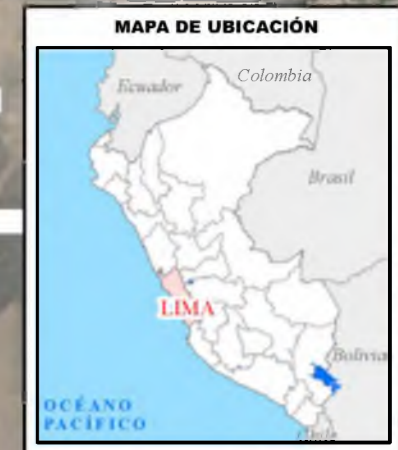 MAPA DE UBICACIÓN
Colombia
Ecuador
Brasil
LIMA
Bolivia
OCÉANO
PACÍFICO
Chile